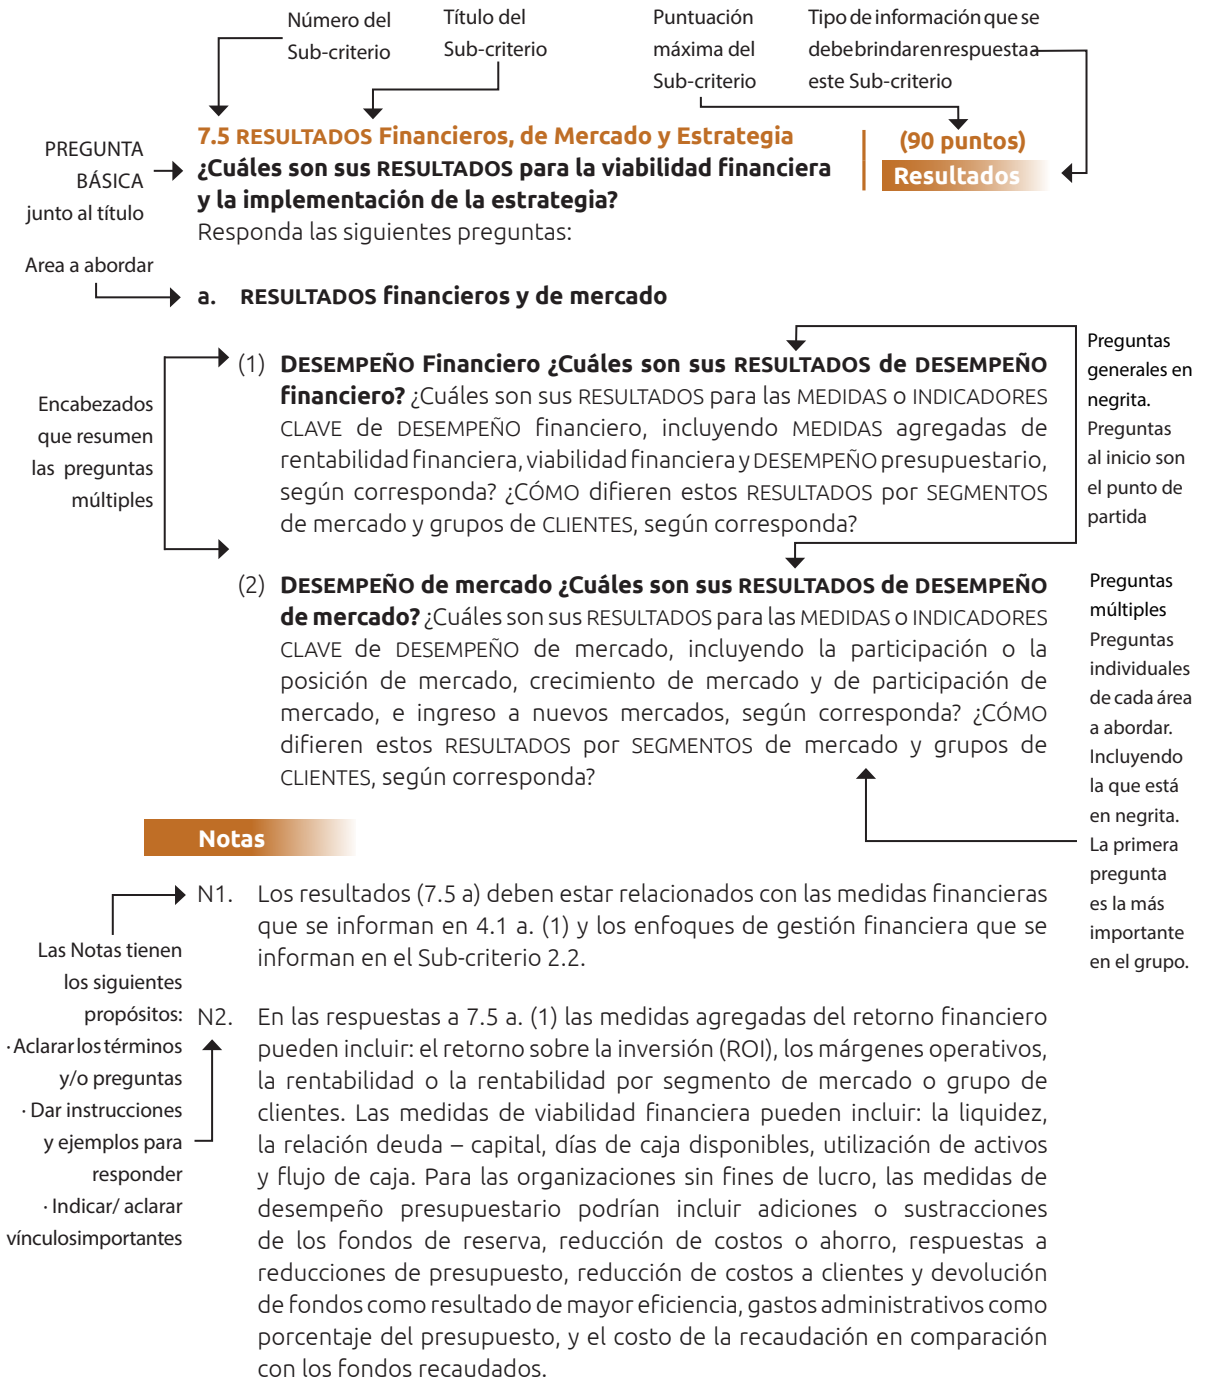 Número del
Sub-criterio
Título del
Sub-criterio
Puntuación
máxima del
Sub-criterio
Tipo de información que se
debe brindar en respuesta a
este Sub-criterio
PREGUNTA
BÁSICA
junto al título
7.5 RESULTADOS Financieros, de Mercado y Estrategia
(90 puntos)
¿Cuáles son sus RESULTADOS para la viabilidad financiera
Resultados
y la implementación de la estrategia?
Responda las siguientes preguntas:
Area a abordar
a. RESULTADOS financieros y de mercado
Encabezados
que resumen
las preguntas
múltiples
(1) DESEMPEÑO Financiero ¿Cuáles son sus RESULTADOS de DESEMPEÑO
financiero? ¿Cuáles son sus RESULTADOS para las MEDIDAS o INDICADORES
CLAVE de DESEMPEÑO financiero, incluyendo MEDIDAS agregadas de
rentabilidad financiera, viabilidad financiera y DESEMPEÑO presupuestario,
según corresponda? ¿CÓMO difieren estos RESULTADOS por SEGMENTOS
de mercado y grupos de CLIENTES, según corresponda?
Preguntas
generales en
negrita.
Preguntas
al inicio son
el punto de
partida
(2) DESEMPEÑO de mercado ¿Cuáles son sus RESULTADOS de DESEMPEÑO
de mercado? ¿Cuáles son sus RESULTADOS para las MEDIDAS o INDICADORES
CLAVE de DESEMPEÑO de mercado, incluyendo la participación o la
posición de mercado, crecimiento de mercado y de participación de
mercado, e ingreso a nuevos mercados, según corresponda? ¿CÓMO
difieren estos RESULTADOS por SEGMENTOS de mercado y grupos de
CLIENTES, según corresponda?
Preguntas
múltiples
Preguntas
individuales
de cada área
a abordar.
Incluyendo
la que está
en negrita.
La primera
pregunta
es la más
importante
en el grupo.
Notas
N1. Los resultados (7.5 a) deben estar relacionados con las medidas financieras
que se informan en 4.1 a. (1) y los enfoques de gestión financiera que se
informan en el Sub-criterio 2.2.
Las Notas tienen
los siguientes
propósitos:
· Aclarar los términos
y/o preguntas
· Dar instrucciones
y ejemplos para
responder
· Indicar/ aclarar
vínculos importantes
N2. En las respuestas a 7.5 a. (1) las medidas agregadas del retorno financiero
pueden incluir: el retorno sobre la inversión (ROI), los márgenes operativos,
la rentabilidad o la rentabilidad por segmento de mercado o grupo de
clientes. Las medidas de viabilidad financiera pueden incluir: la liquidez,
la relación deuda – capital, días de caja disponibles, utilización de activos
y flujo de caja. Para las organizaciones sin fines de lucro, las medidas de
desempeño presupuestario podrían incluir adiciones o sustracciones
de los fondos de reserva, reducción de costos o ahorro, respuestas a
reducciones de presupuesto, reducción de costos a clientes y devolución
de fondos como resultado de mayor eficiencia, gastos administrativos como
porcentaje del presupuesto, y el costo de la recaudación en comparación
con los fondos recaudados.